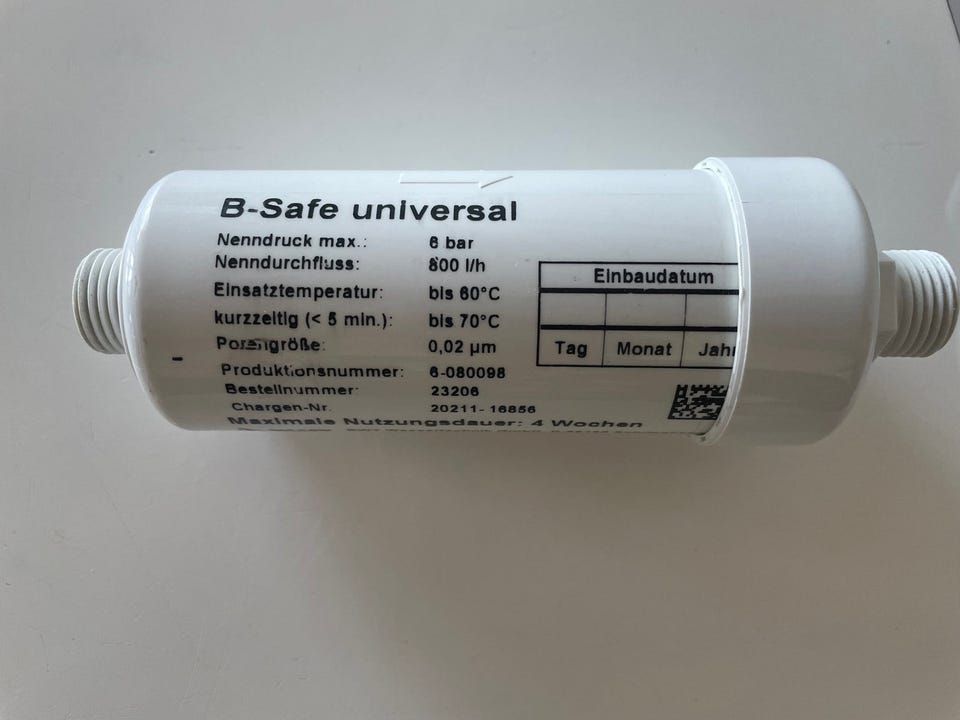 B-Safe universal
Nenndruck max.: 6 bar
Nenndurchfluss: 800 l/h
Einsatztemperatur: bis 60°C
kurzzeitig (< 5 min.): bis 70°C
Porengröße: 0,02 µm
Produktionsnummer: 6-080098
Bestellnummer: 23206
Chargen-Nr. 20211-16856
Maximale Nutzungsdauer: 4 Wochen
Einbaudatum
Tag Monat Jahr